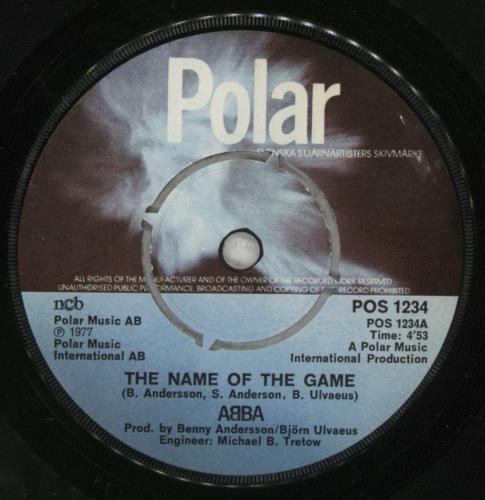 Polar
SVENSKA STJÄRNARTISTERS SKIVMÄRKE
ALL RIGHTS OF THE MANUFACTURER AND OF THE OWNER OF THE RECORDED WORK RESERVED
UNAUTHORISED PUBLIC PERFORMANCE, BROADCASTING AND COPYING OF THIS RECORD PROHIBITED
ncb
Polar Music AB
℗ 1977
Polar Music
International AB
POS 1234
POS 1234A
Time: 4'53
A Polar Music
International Production
THE NAME OF THE GAME
(B. Andersson, S. Anderson, B. Ulvaeus)
ABBA
Prod. by Benny Andersson/Björn Ulvaeus
Engineer: Michael B. Tretow